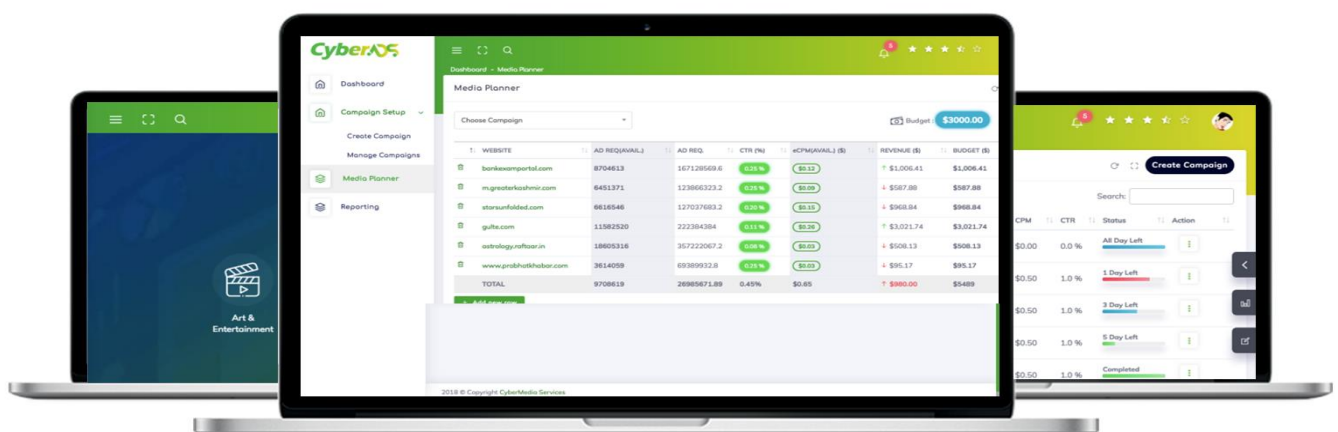 Art &
Entertainment
CyberADS
Dashboard
Campaign Setup
Create Campaign
Manage Campaigns
Media Planner
Reporting
5
Dashboard - Media Planner
Media Planner
Choose Campaign
Budget : $3000.00
WEBSITE AD REQ(AVAIL.) AD REQ. CTR (%) eCPM(AVAIL.) ($) REVENUE ($) BUDGET ($)
bankexamportal.com 8704613 167128569.6 0.25 % $0.12 ↑ $1,006.41 $1,006.41
m.greaterkashmir.com 6451371 123866323.2 0.25 % $0.09 ↓ $587.88 $587.88
starsunfolded.com 6616546 127037683.2 0.20 % $0.15 ↓ $968.84 $968.84
gulte.com 11582520 222384384 0.11 % $0.26 ↑ $3,021.74 $3,021.74
astrology.raftaar.in 18605316 357222067.2 0.08 % $0.03 ↓ $508.13 $508.13
www.prabhatkhabar.com 3614059 69389932.8 0.25 % $0.03 ↓ $95.17 $95.17
TOTAL 9708618 26985671.89 0.45% $0.65 ↑ $980.00 $5489
+ Add new row
2018 © Copyright CyberMedia Services
5
Create Campaign
Search:
CPM CTR Status Action
$0.00 0.0 % All Day Left
$0.50 1.0 % 1 Day Left
$0.50 1.0 % 3 Day Left
$0.50 1.0 % 5 Day Left
$0.50 1.0 % Completed